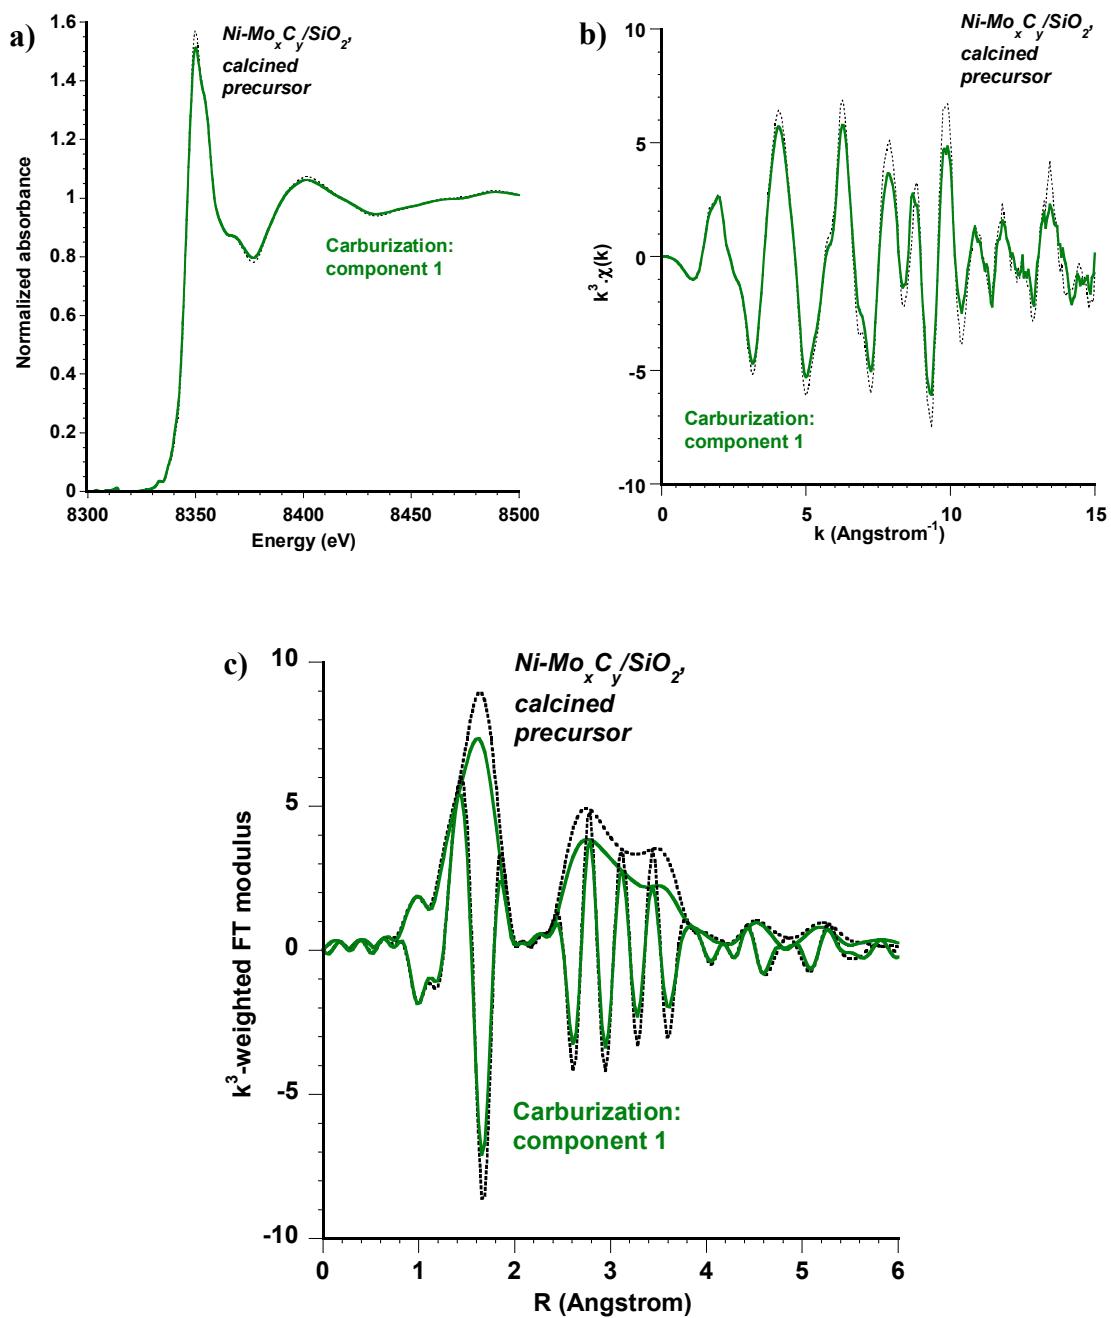 a)
Ni-MoxCy/SiO2,
calcined
precursor
1.6
1.4
1.2
1
0.8
0.6
0.4
0.2
0
Normalized absorbance
Carburization:
component 1
8300 8350 8400 8450 8500
Energy (eV)
b)
Ni-MoxCy/SiO2,
calcined
precursor
10
5
0
-5
-10
k3·χ(k)
Carburization:
component 1
0 5 10 15
k (Angstrom-1)
c)
Ni-MoxCy/SiO2,
calcined
precursor
10
5
0
-5
-10
k3-weighted FT modulus
Carburization:
component 1
0 1 2 3 4 5 6
R (Angstrom)